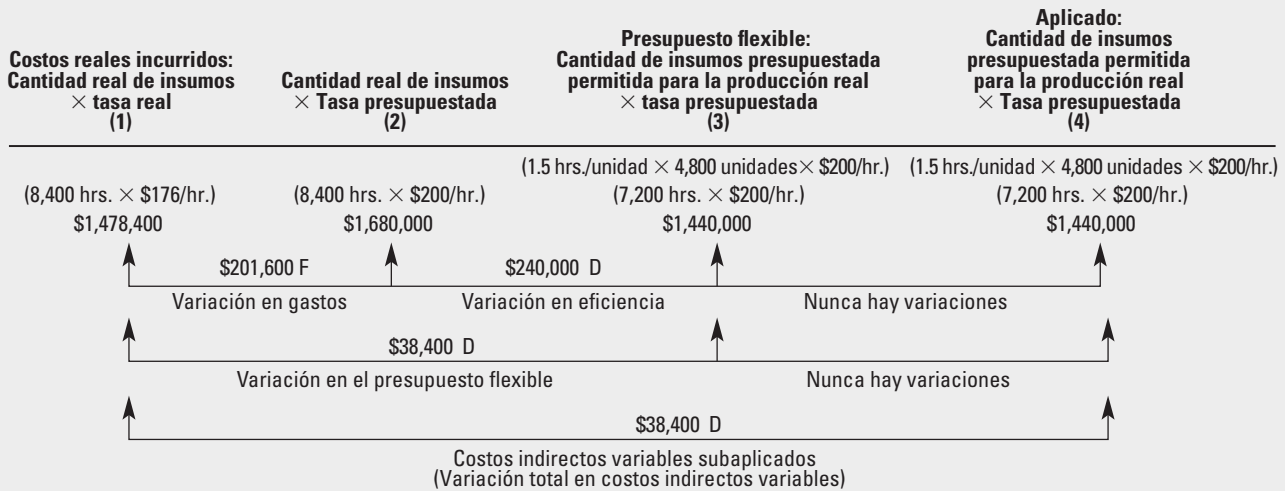 Costos reales incurridos:
Cantidad real de insumos
× tasa real
(1)
Cantidad real de insumos
× Tasa presupuestada
(2)
Presupuesto flexible:
Cantidad de insumos presupuestada
permitida para la producción real
× tasa presupuestada
(3)
Aplicado:
Cantidad de insumos
presupuestada permitida
para la producción real
× Tasa presupuestada
(4)
(8,400 hrs. × $176/hr.)
$1,478,400
(8,400 hrs. × $200/hr.)
$1,680,000
(1.5 hrs./unidad × 4,800 unidades× $200/hr.)
(7,200 hrs. × $200/hr.)
$1,440,000
(1.5 hrs./unidad × 4,800 unidades × $200/hr.)
(7,200 hrs. × $200/hr.)
$1,440,000
$201,600 F
Variación en gastos
$240,000 D
Variación en eficiencia
Nunca hay variaciones
$38,400 D
Variación en el presupuesto flexible
Nunca hay variaciones
$38,400 D
Costos indirectos variables subaplicados
(Variación total en costos indirectos variables)